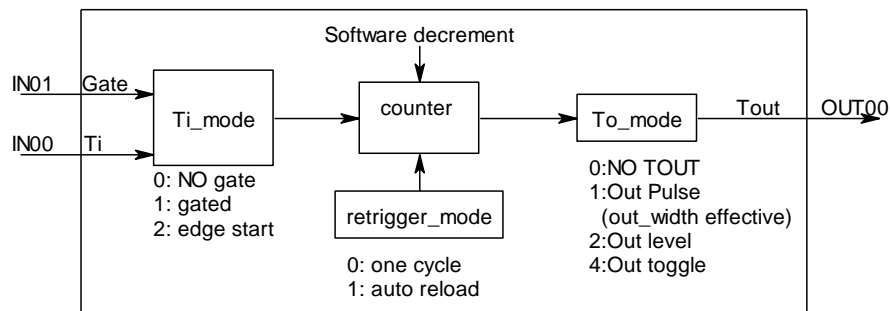 Software decrement
IN01
Gate
IN00
Ti
Ti_mode
0: NO gate
1: gated
2: edge start
counter
retrigger_mode
0: one cycle
1: auto reload
To_mode
0:NO TOUT
1:Out Pulse
(out_width effective)
2:Out level
4:Out toggle
Tout
OUT00